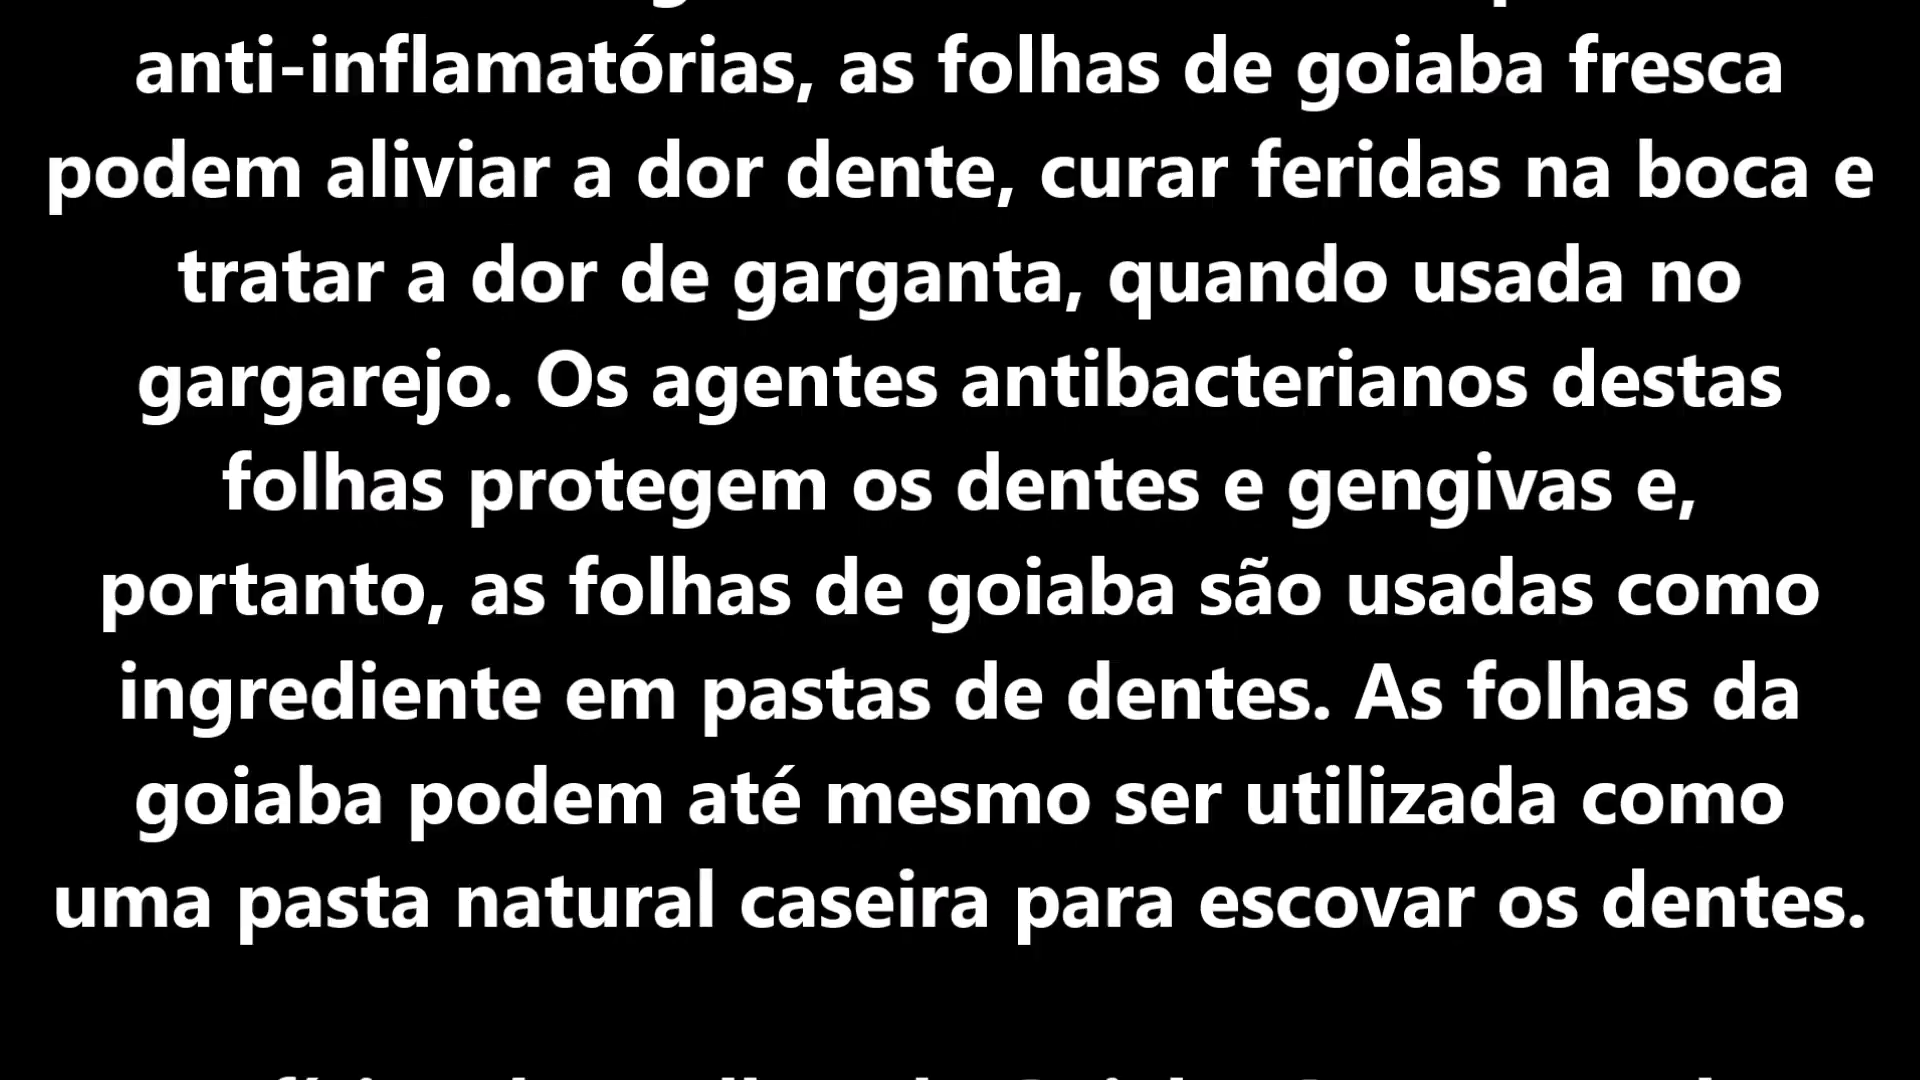 anti-inflamatórias, as folhas de goiaba fresca
podem aliviar a dor dente, curar feridas na boca e
tratar a dor de garganta, quando usada no
gargarejo. Os agentes antibacterianos destas
folhas protegem os dentes e gengivas e,
portanto, as folhas de goiaba são usadas como
ingrediente em pastas de dentes. As folhas da
goiaba podem até mesmo ser utilizada como
uma pasta natural caseira para escovar os dentes.